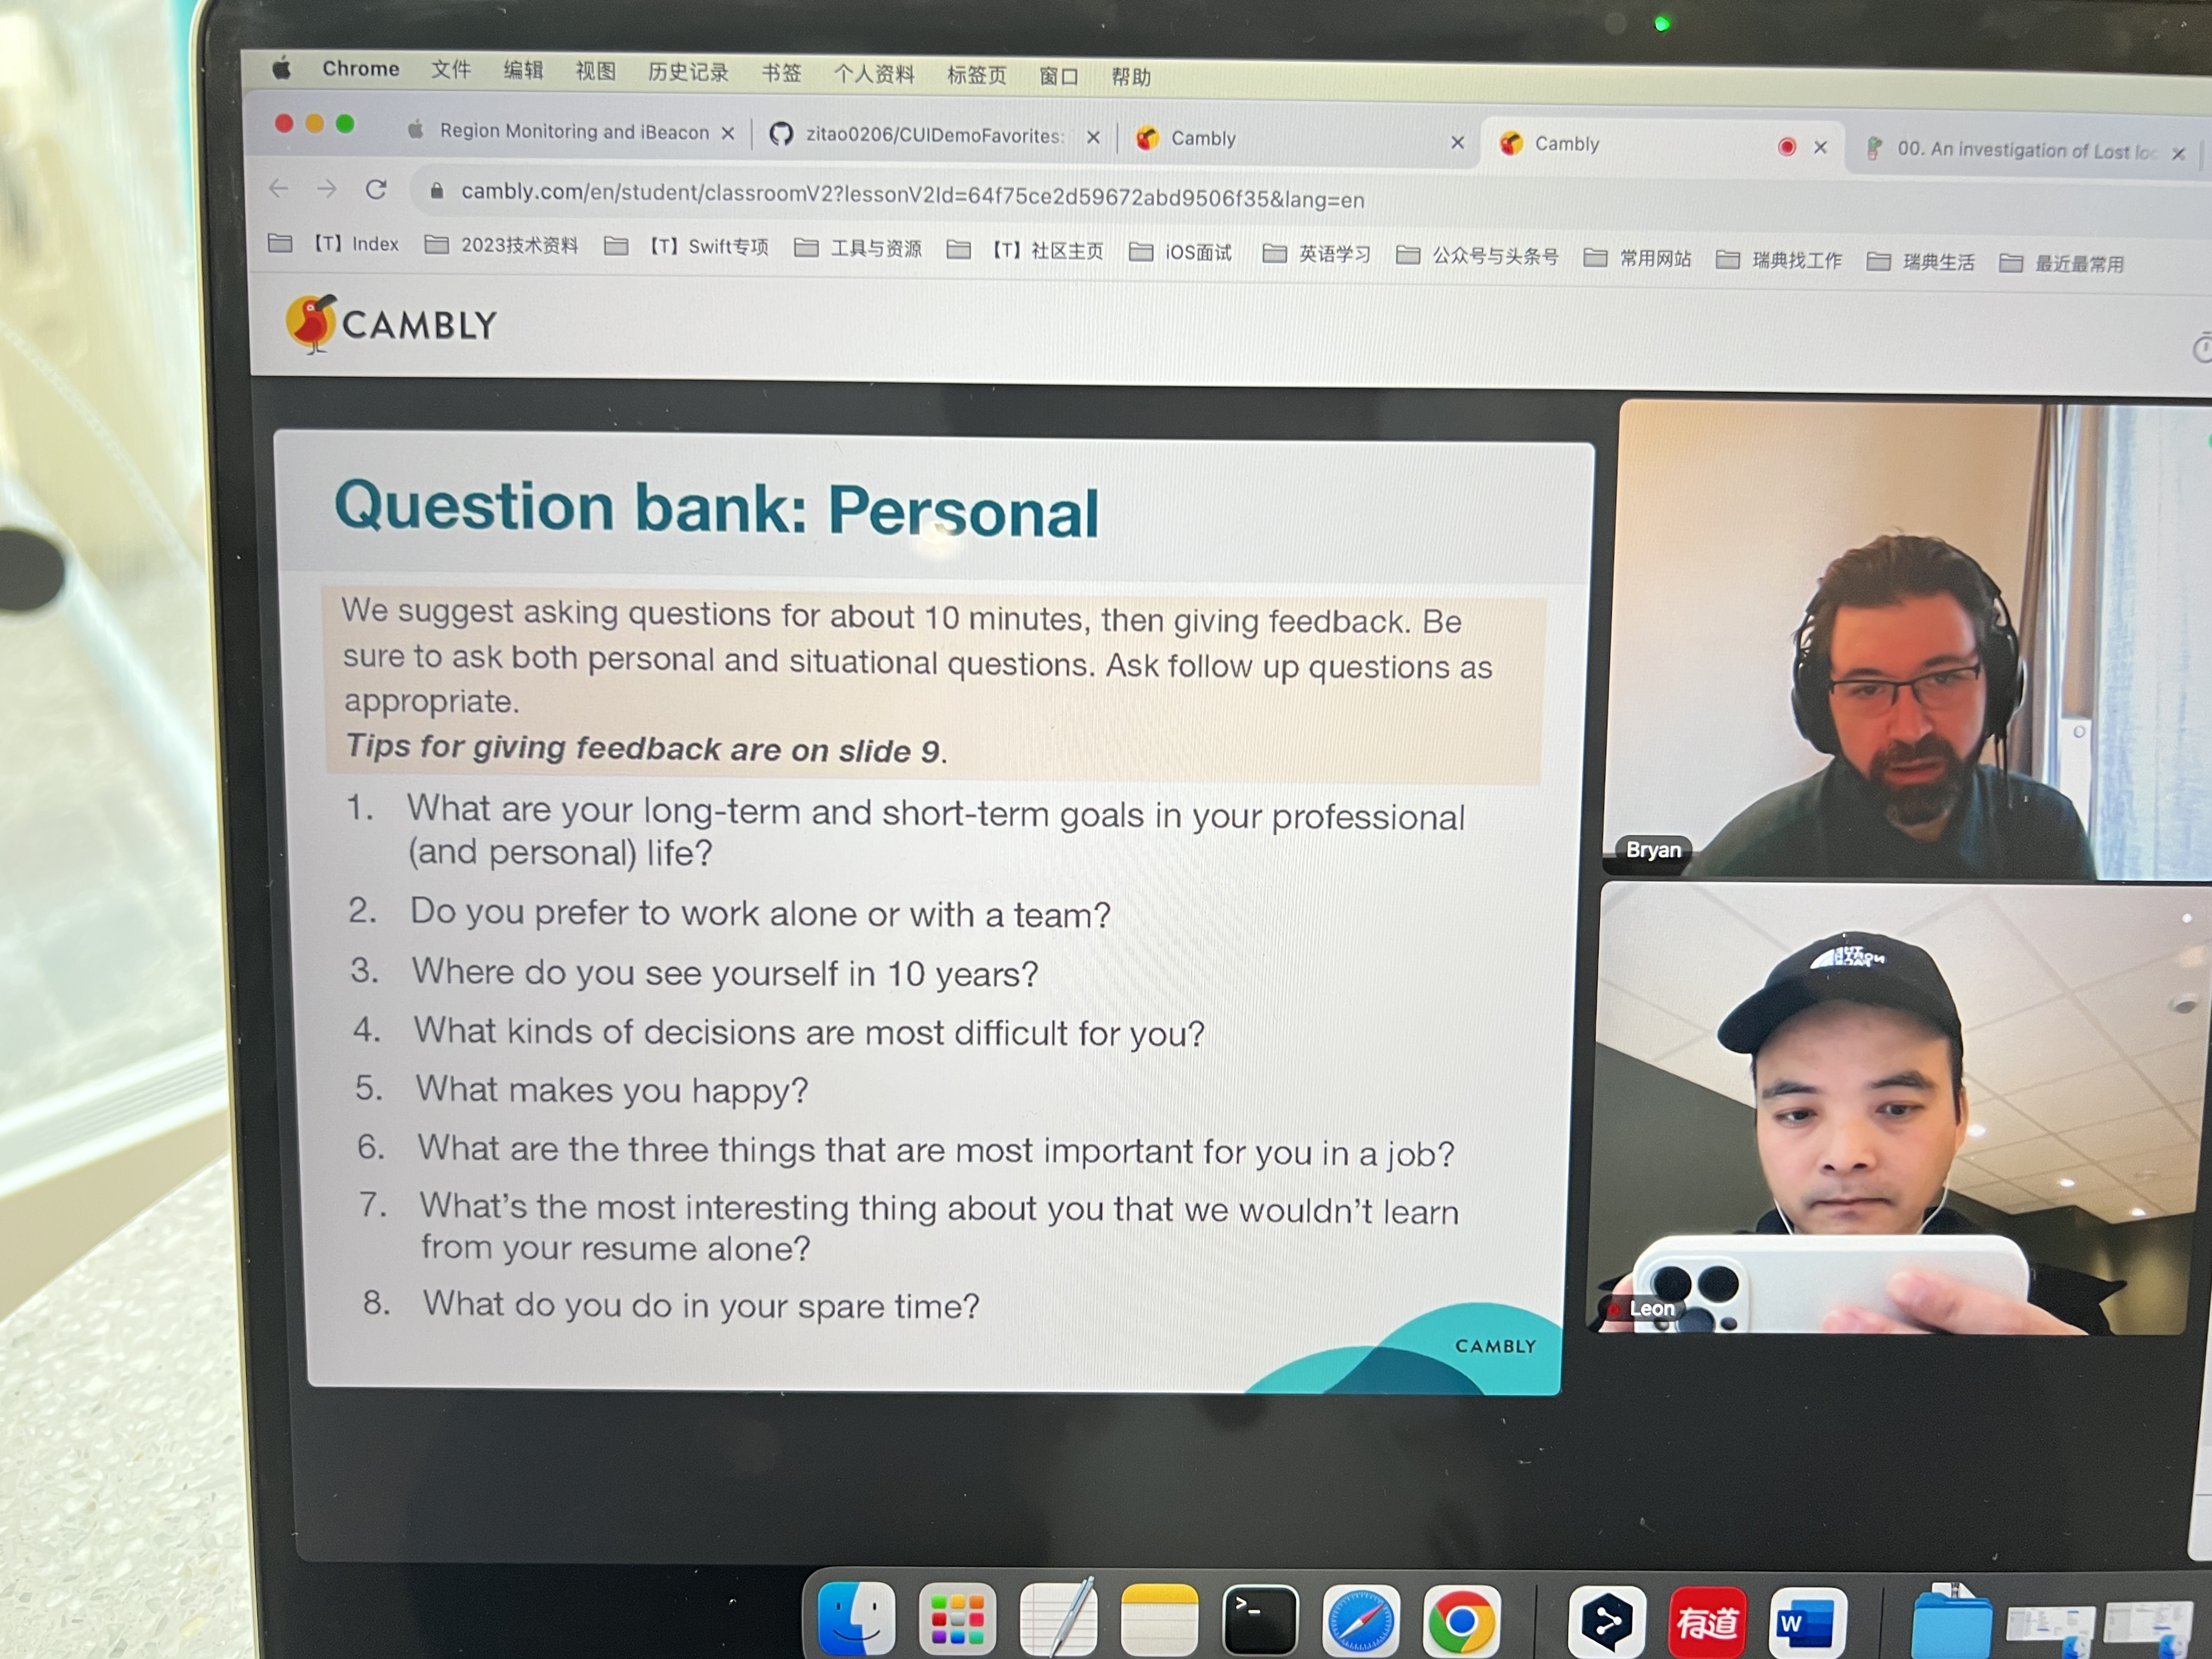 Chrome 文件 编辑 视图 历史记录 书签 个人资料 标签页 窗口 帮助
Region Monitoring and iBeacon
zitao0206/CUIDemoFavorites:
Cambly
Cambly
00. An investigation of Lost loc
cambly.com/en/student/classroomV2?lessonV2Id=64f75ce2d59672abd9506f35&lang=en
【T】Index 2023技术资料 【T】Swift专项 工具与资源 【T】社区主页 iOS面试 英语学习 公众号与头条号 常用网站 瑞典找工作 瑞典生活 最近最常用
CAMBLY
Question bank: Personal
We suggest asking questions for about 10 minutes, then giving feedback. Be
sure to ask both personal and situational questions. Ask follow up questions as
appropriate.
Tips for giving feedback are on slide 9.
1. What are your long-term and short-term goals in your professional
(and personal) life?
2. Do you prefer to work alone or with a team?
3. Where do you see yourself in 10 years?
4. What kinds of decisions are most difficult for you?
5. What makes you happy?
6. What are the three things that are most important for you in a job?
7. What's the most interesting thing about you that we wouldn't learn
from your resume alone?
8. What do you do in your spare time?
CAMBLY
Bryan
THE
NORTH
FACE
Leon
有道
W